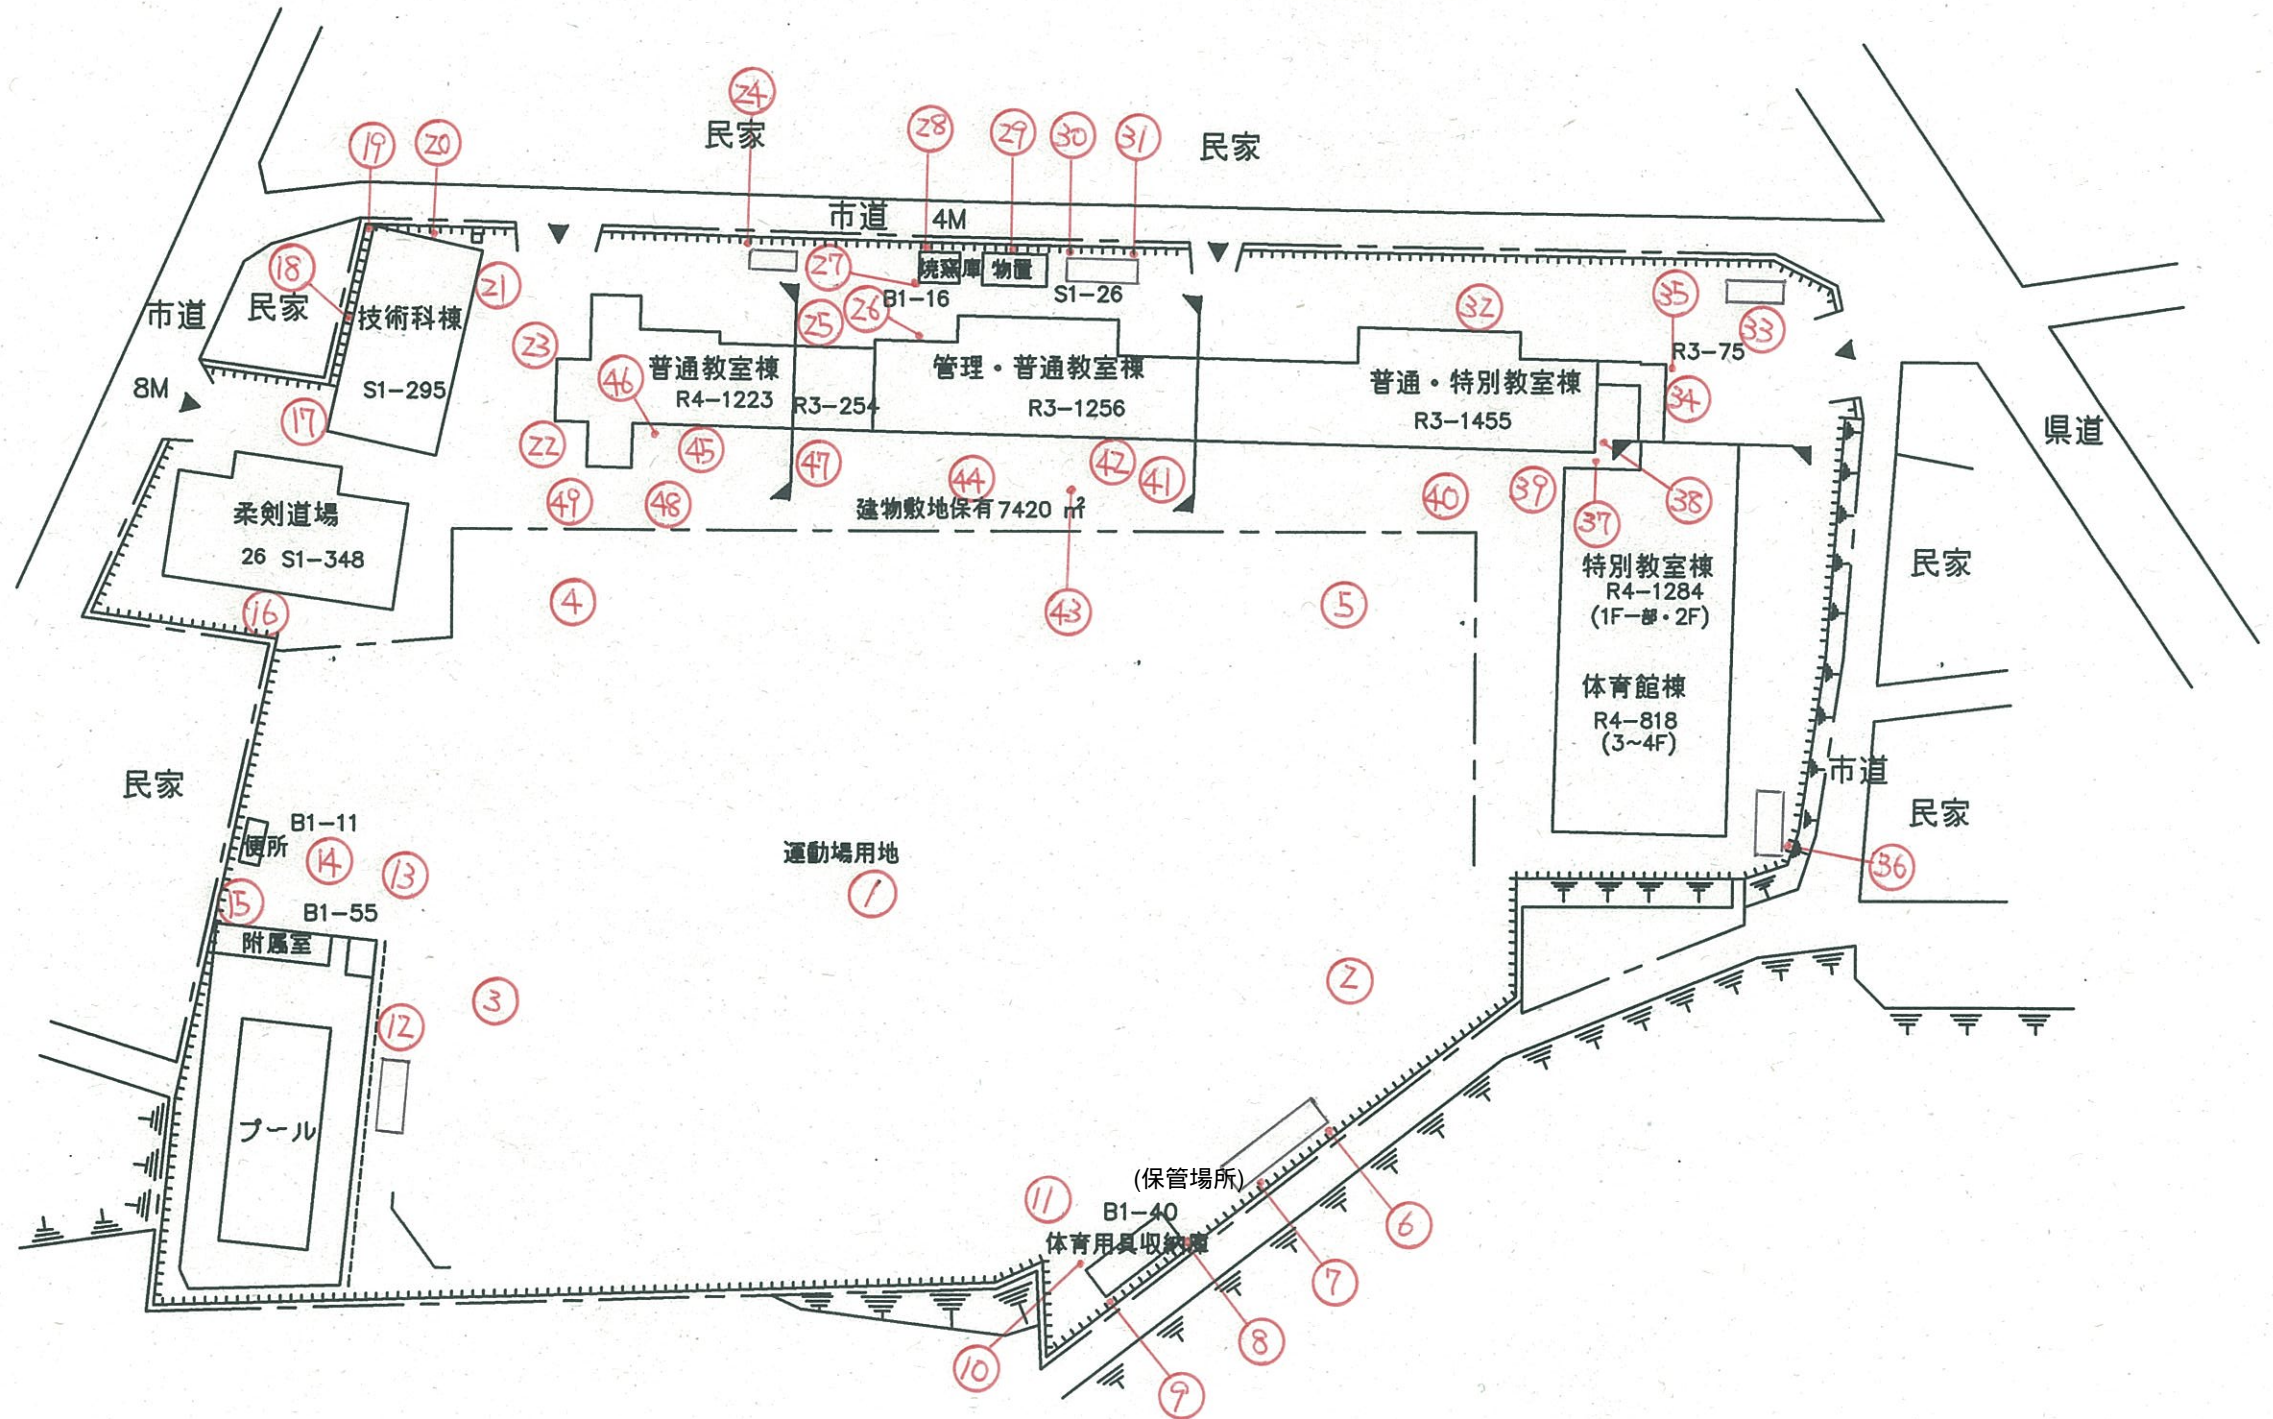 ㉔
民家
⑲
⑳
㉘
㉙
㉚
㉛
民家
市道 4M
⑱
民家
市道
8M
技術科棟
S1-295
㉑
⑰
㉗
焼窯庫
物置
B1-16
S1-26
㉖
㉕
㉓
㉒
㊻
普通教室棟
R4-1223
R3-254
管理・普通教室棟
R3-1256
㉜
普通・特別教室棟
R3-1455
㉟
㉝
R3-75
㉞
県道
㊺
㊼
㊹
㊷
㊶
㊵
㊴
㊲
㊳
㊾
㊽
建物敷地保有7420 ㎡
柔剣道場
26 S1-348
⑯
④
㊸
⑤
特別教室棟
R4-1284
(1F一部・2F)
体育館棟
R4-818
(3~4F)
民家
市道
民家
㊱
民家
B1-11
便所
⑭
⑬
⑮
B1-55
附属室
運動場用地
①
②
③
⑫
プール
(保管場所)
⑪
B1-40
体育用具収納庫
⑥
⑦
⑧
⑩
⑨